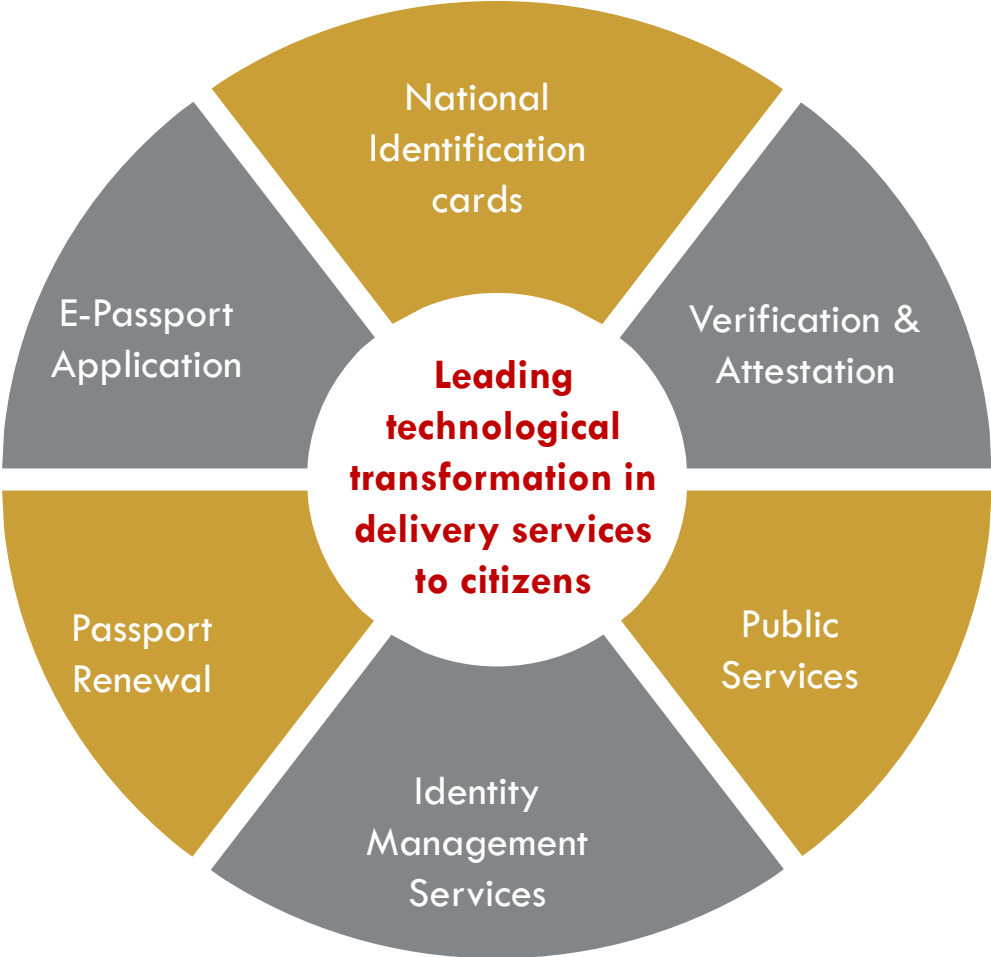 National
Identification
cards
Verification &
Attestation
Public
Services
Identity
Management
Services
Passport
Renewal
E-Passport
Application
Leading
technological
transformation in
delivery services
to citizens